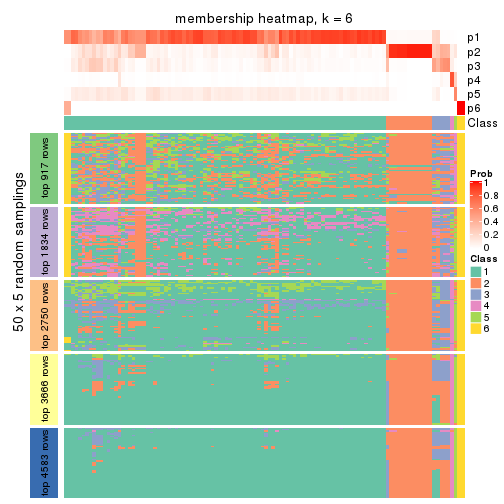 membership heatmap, k = 6
p1
p2
p3
p4
p5
p6
Class
50 x 5 random samplings
top 917 rows
top 1834 rows
top 2750 rows
top 3666 rows
top 4583 rows
Prob
1
0.8
0.6
0.4
0.2
0
Class
1
2
3
4
5
6